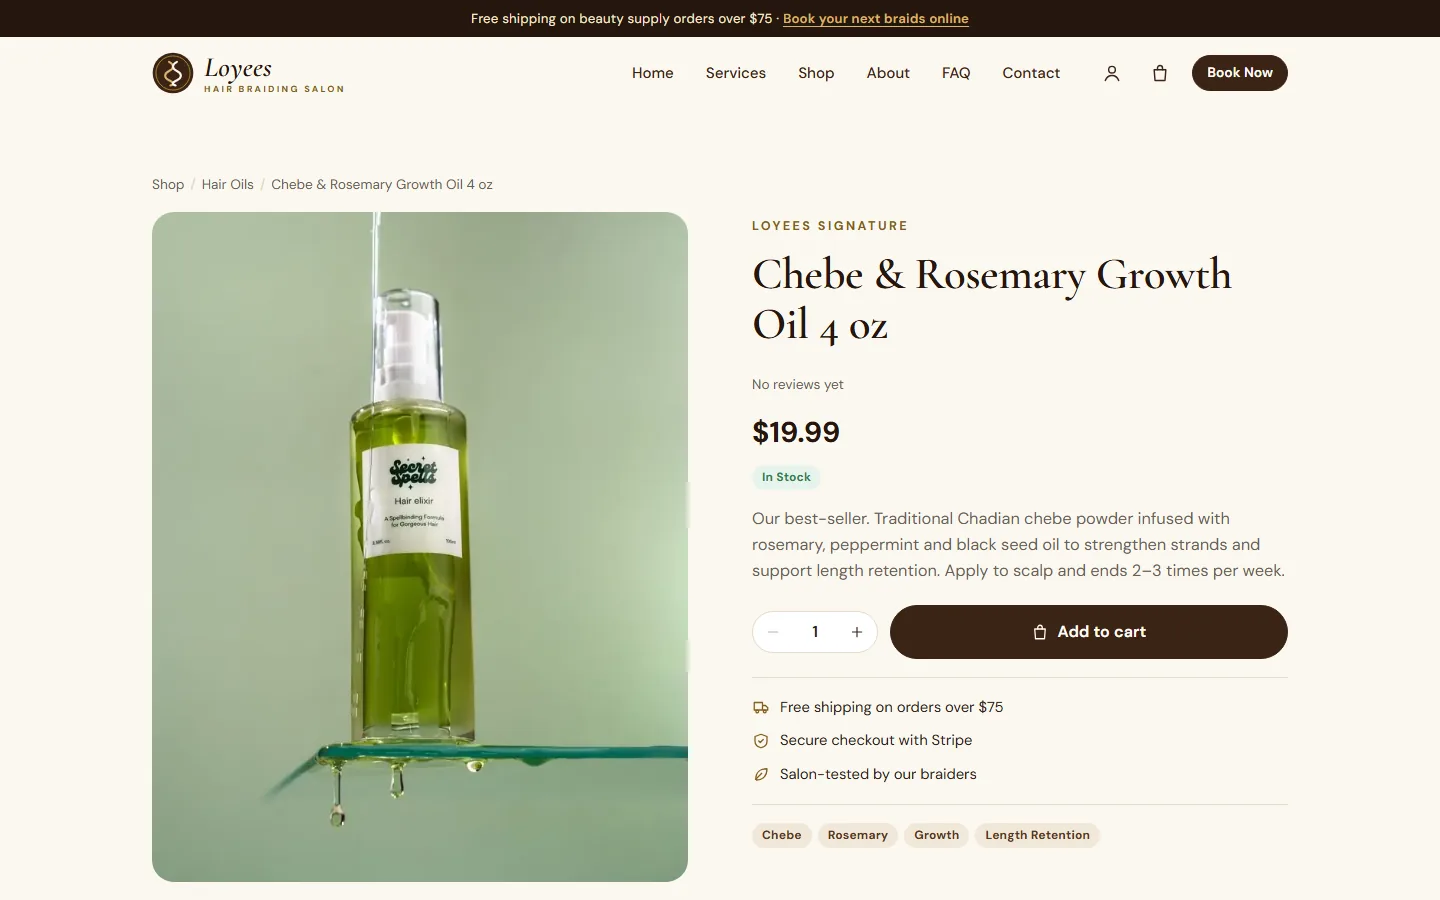 Free shipping on beauty supply orders over $75 · Book your next braids online
Loyees
HAIR BRAIDING SALON
Home Services Shop About FAQ Contact Book Now
Shop / Hair Oils / Chebe & Rosemary Growth Oil 4 oz
Secret
Spells
Hair elixir
A Spellbinding Formula
for Gorgeous Hair
LOYEES SIGNATURE
Chebe & Rosemary Growth
Oil 4 oz
No reviews yet
$19.99
In Stock
Our best-seller. Traditional Chadian chebe powder infused with
rosemary, peppermint and black seed oil to strengthen strands and
support length retention. Apply to scalp and ends 2–3 times per week.
− 1 + Add to cart
Free shipping on orders over $75
Secure checkout with Stripe
Salon-tested by our braiders
Chebe Rosemary Growth Length Retention